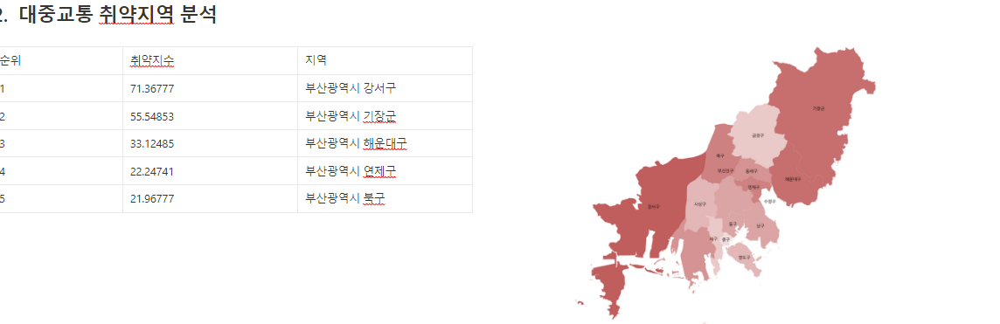 2. 대중교통 취약지역 분석
순위 취약지수 지역
1 71.36777 부산광역시 강서구
2 55.54853 부산광역시 기장군
3 33.12485 부산광역시 해운대구
4 22.24741 부산광역시 연제구
5 21.96777 부산광역시 북구
기장군
금정구
북구
부산진구 동래구
해운대구
연제구
사상구 수영구
강서구
동구 남구
서구 중구
영도구